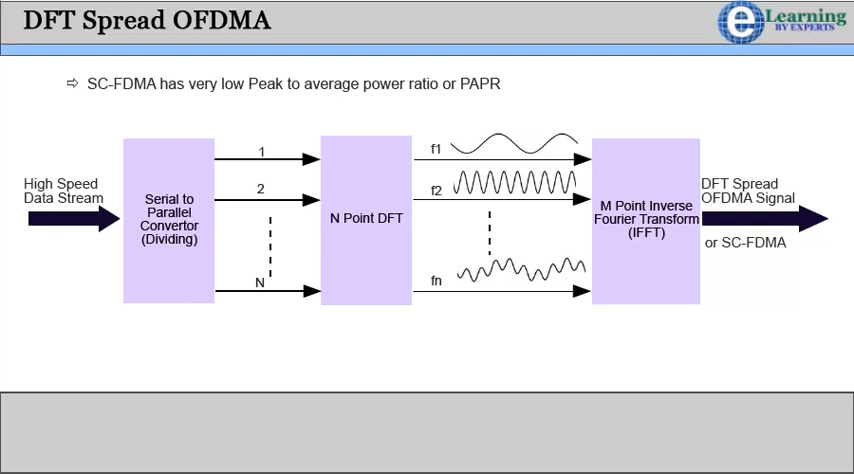 DFT Spread OFDMA
eLearning
BY EXPERTS
⇨ SC-FDMA has very low Peak to average power ratio or PAPR
High Speed
Data Stream
Serial to
Parallel
Convertor
(Dividing)
1
2
N
N Point DFT
f1
f2
fn
M Point Inverse
Fourier Transform
(IFFT)
DFT Spread
OFDMA Signal
or SC-FDMA